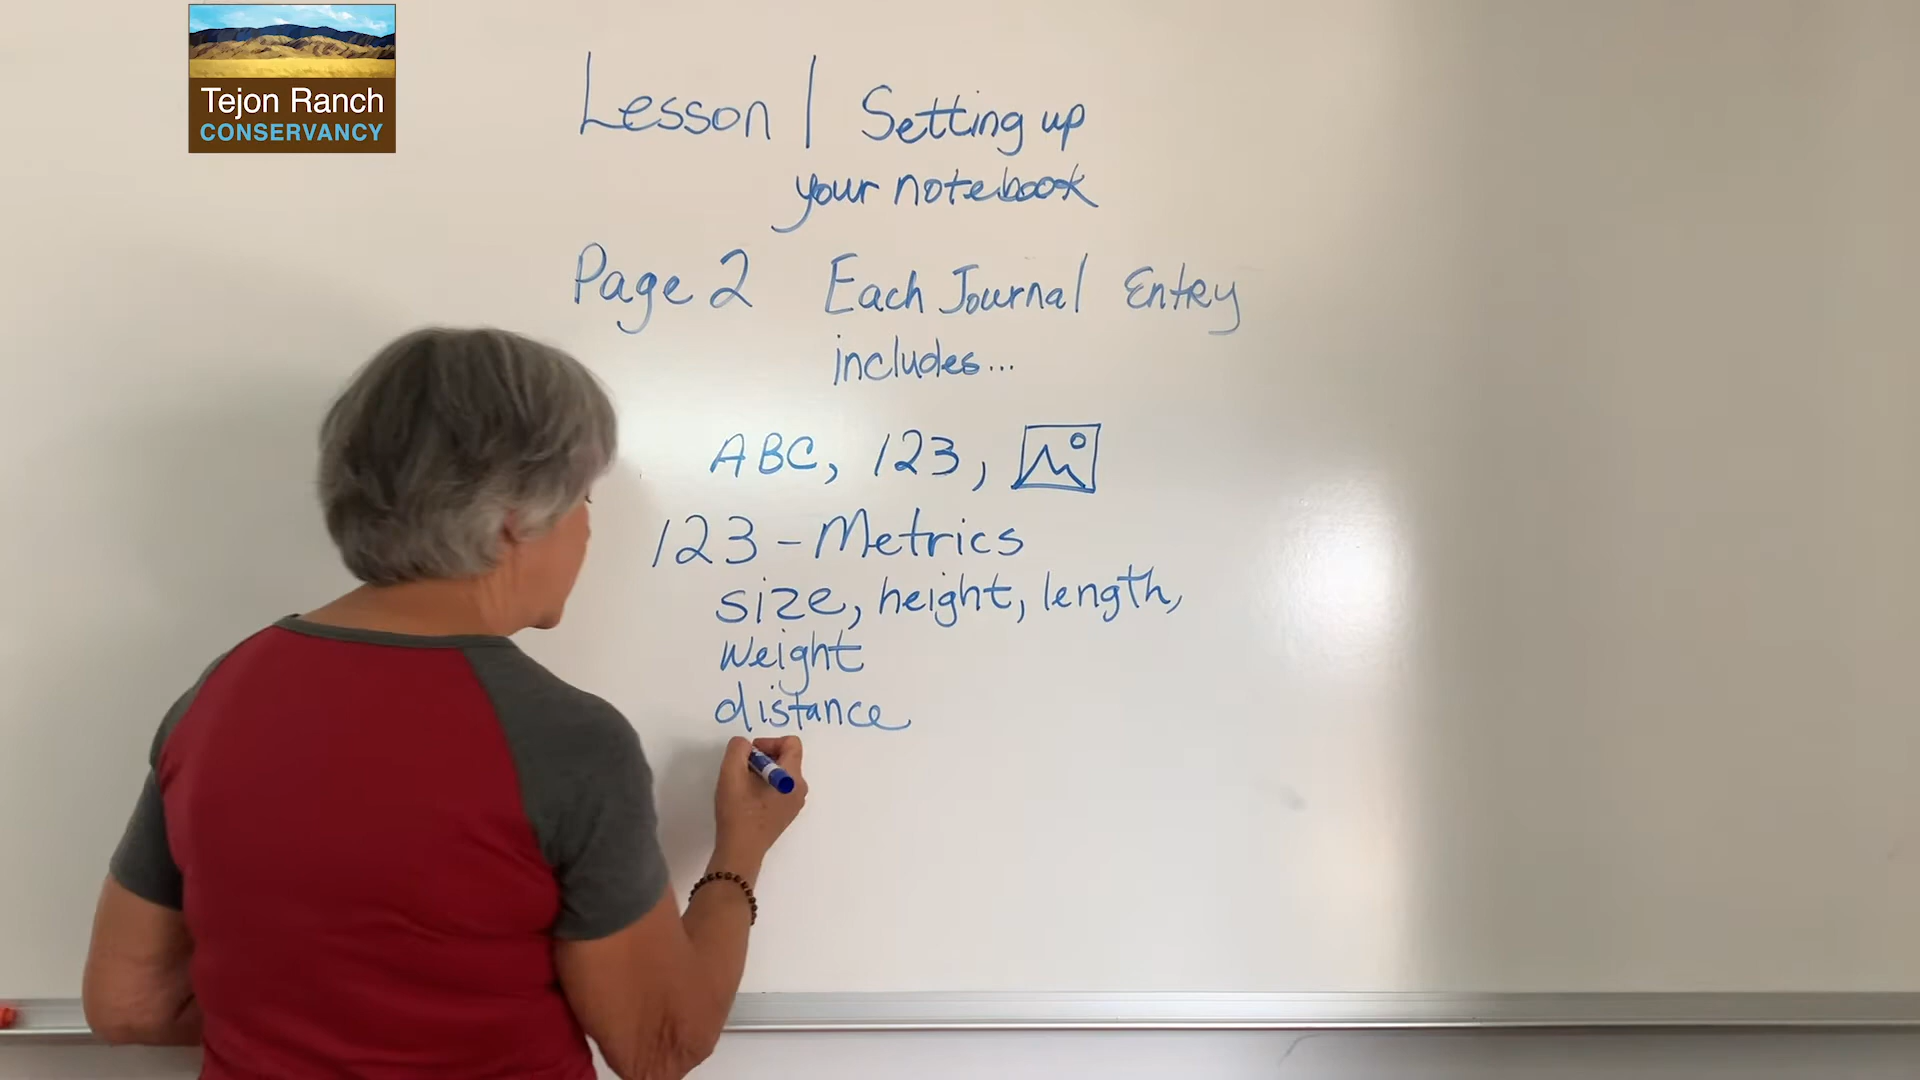 Tejon Ranch
CONSERVANCY
Lesson 1 Setting up
your notebook
Page 2 Each Journal Entry
includes...
ABC, 123,
123 - Metrics
size, height, length,
weight
distance